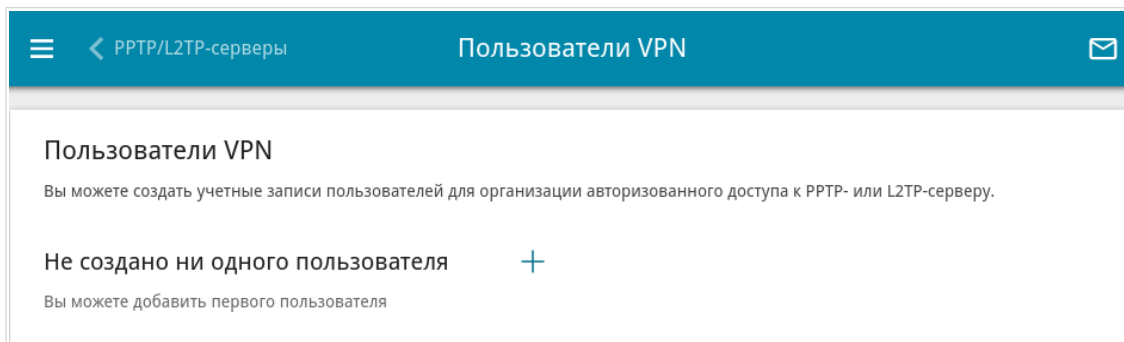 PPTP/L2TP-серверы
Пользователи VPN
Пользователи VPN
Вы можете создать учетные записи пользователей для организации авторизованного доступа к PPTP- или L2TP-серверу.
Не создано ни одного пользователя
Вы можете добавить первого пользователя